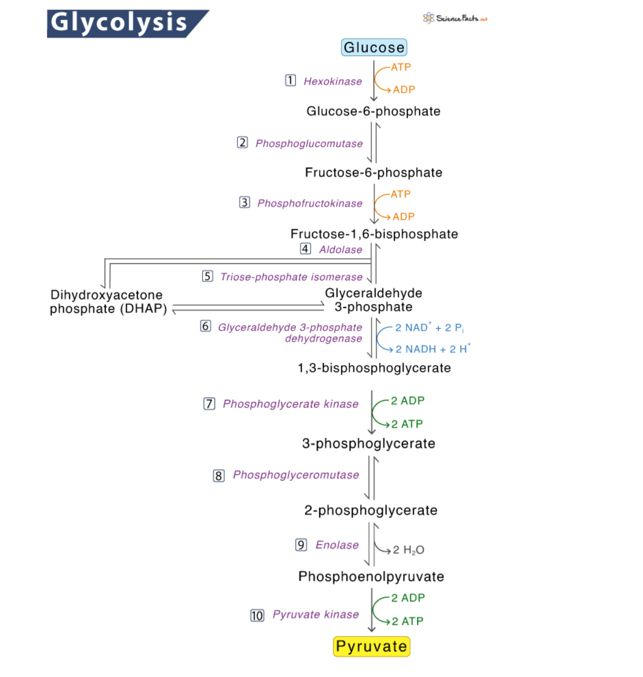 Glycolysis
ScienceFacts.net
Glucose
ATP
1 Hexokinase
ADP
Glucose-6-phosphate
2 Phosphoglucomutase
Fructose-6-phosphate
ATP
3 Phosphofructokinase
ADP
Fructose-1,6-bisphosphate
4 Aldolase
5 Triose-phosphate isomerase
Dihydroxyacetone
phosphate (DHAP)
Glyceraldehyde
3-phosphate
6 Glyceraldehyde 3-phosphate
dehydrogenase
2 NAD⁺ + 2 Pᵢ
2 NADH + 2 H⁺
1,3-bisphosphoglycerate
7 Phosphoglycerate kinase
2 ADP
2 ATP
3-phosphoglycerate
8 Phosphoglyceromutase
2-phosphoglycerate
9 Enolase
2 H₂O
Phosphoenolpyruvate
2 ADP
10 Pyruvate kinase
2 ATP
Pyruvate